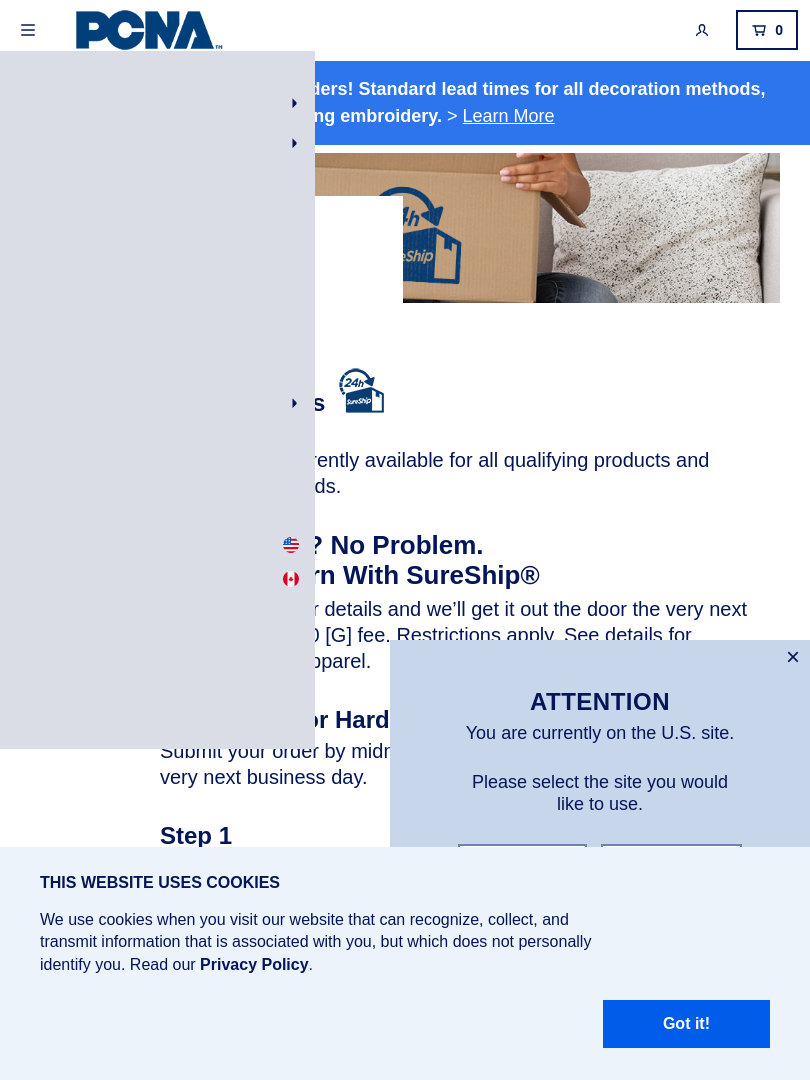 PCNA™
0
ders! Standard lead times for all decoration methods,
ng embroidery. > Learn More
4h
eShip
s
24h
SureShip
rently available for all qualifying products and
ds.
? No Problem.
rn With SureShip®
r details and we’ll get it out the door the very next
0 [G] fee. Restrictions apply. See details for
pparel.
or Hard
Submit your order by midn
very next business day.
Step 1
×
ATTENTION
You are currently on the U.S. site.
Please select the site you would
like to use.
THIS WEBSITE USES COOKIES
We use cookies when you visit our website that can recognize, collect, and
transmit information that is associated with you, but which does not personally
identify you. Read our Privacy Policy.
Got it!